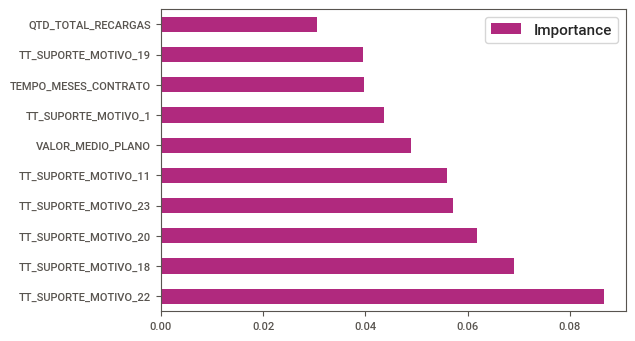 QTD_TOTAL_RECARGAS
Importance
TT_SUPORTE_MOTIVO_19
TEMPO_MESES_CONTRATO
TT_SUPORTE_MOTIVO_1
VALOR_MEDIO_PLANO
TT_SUPORTE_MOTIVO_11
TT_SUPORTE_MOTIVO_23
TT_SUPORTE_MOTIVO_20
TT_SUPORTE_MOTIVO_18
TT_SUPORTE_MOTIVO_22
0.00 0.02 0.04 0.06 0.08